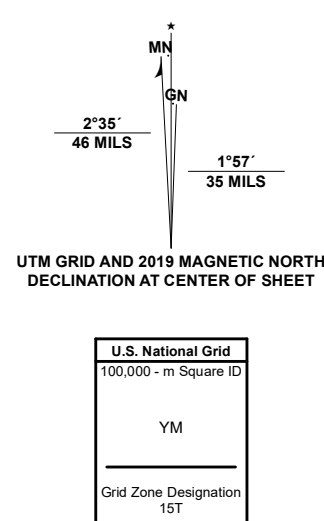 MN
GN
2°35´
46 MILS
1°57´
35 MILS
UTM GRID AND 2019 MAGNETIC NORTH
DECLINATION AT CENTER OF SHEET
U.S. National Grid
100,000 - m Square ID
YM
Grid Zone Designation
15T